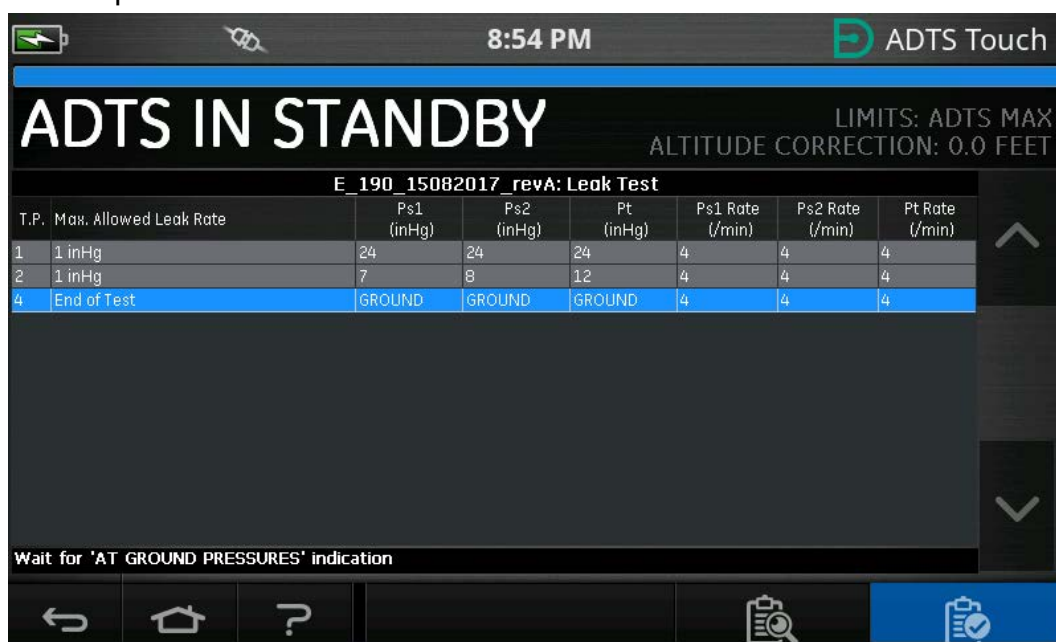 8:54 PM
ADTS Touch
ADTS IN STANDBY
LIMITS: ADTS MAX
ALTITUDE CORRECTION: 0.0 FEET
E_190_15082017_revA: Leak Test
T.P. Max. Allowed Leak Rate Ps1 (inHg) Ps2 (inHg) Pt (inHg) Ps1 Rate (/min) Ps2 Rate (/min) Pt Rate (/min)
1 1 inHg 24 24 24 4 4 4
2 1 inHg 7 8 12 4 4 4
4 End of Test GROUND GROUND GROUND 4 4 4
Wait for 'AT GROUND PRESSURES' indication
?